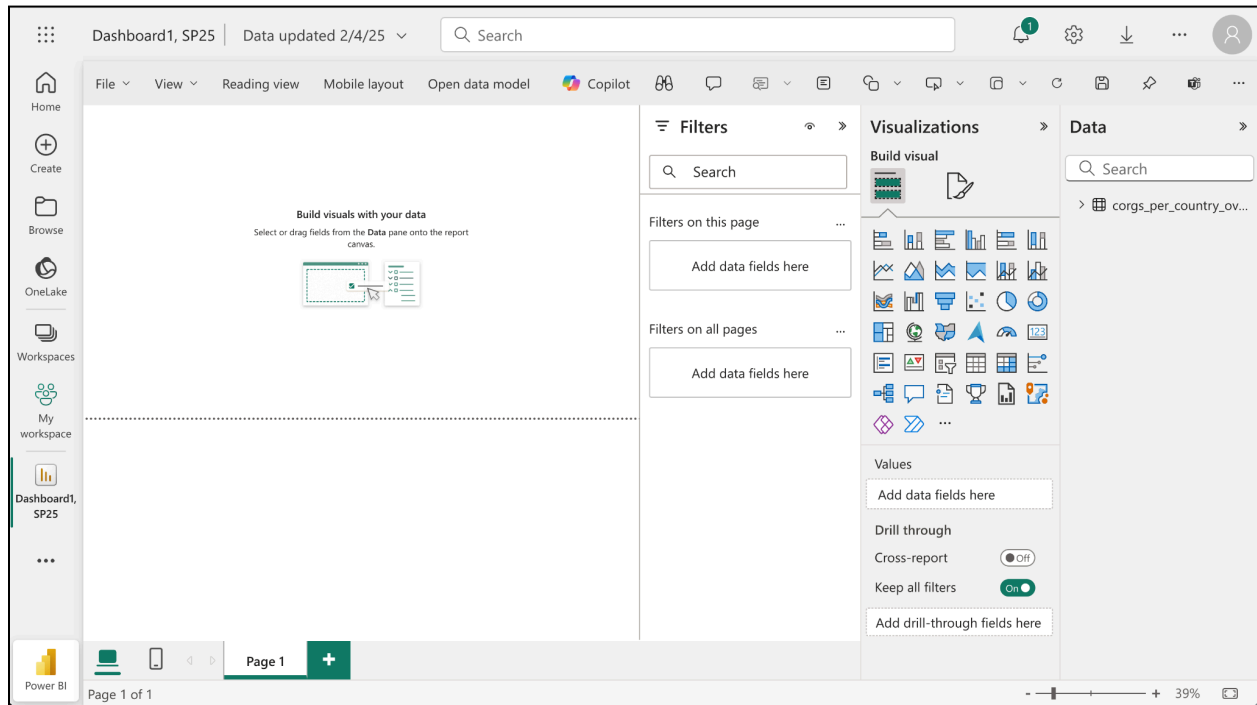 Dashboard1, SP25 | Data updated 2/4/25
Search
1
File
View
Reading view
Mobile layout
Open data model
Copilot
Home
Create
Browse
OneLake
Workspaces
My
workspace
Dashboard1,
SP25
Power BI
Build visuals with your data
Select or drag fields from the Data pane onto the report
canvas.
Filters
Search
Filters on this page
...
Add data fields here
Filters on all pages
...
Add data fields here
Visualizations
Build visual
123
...
Values
Add data fields here
Drill through
Cross-report
Off
Keep all filters
On
Add drill-through fields here
Data
Search
corgs_per_country_ov...
Page 1
+
Page 1 of 1
- + 39%